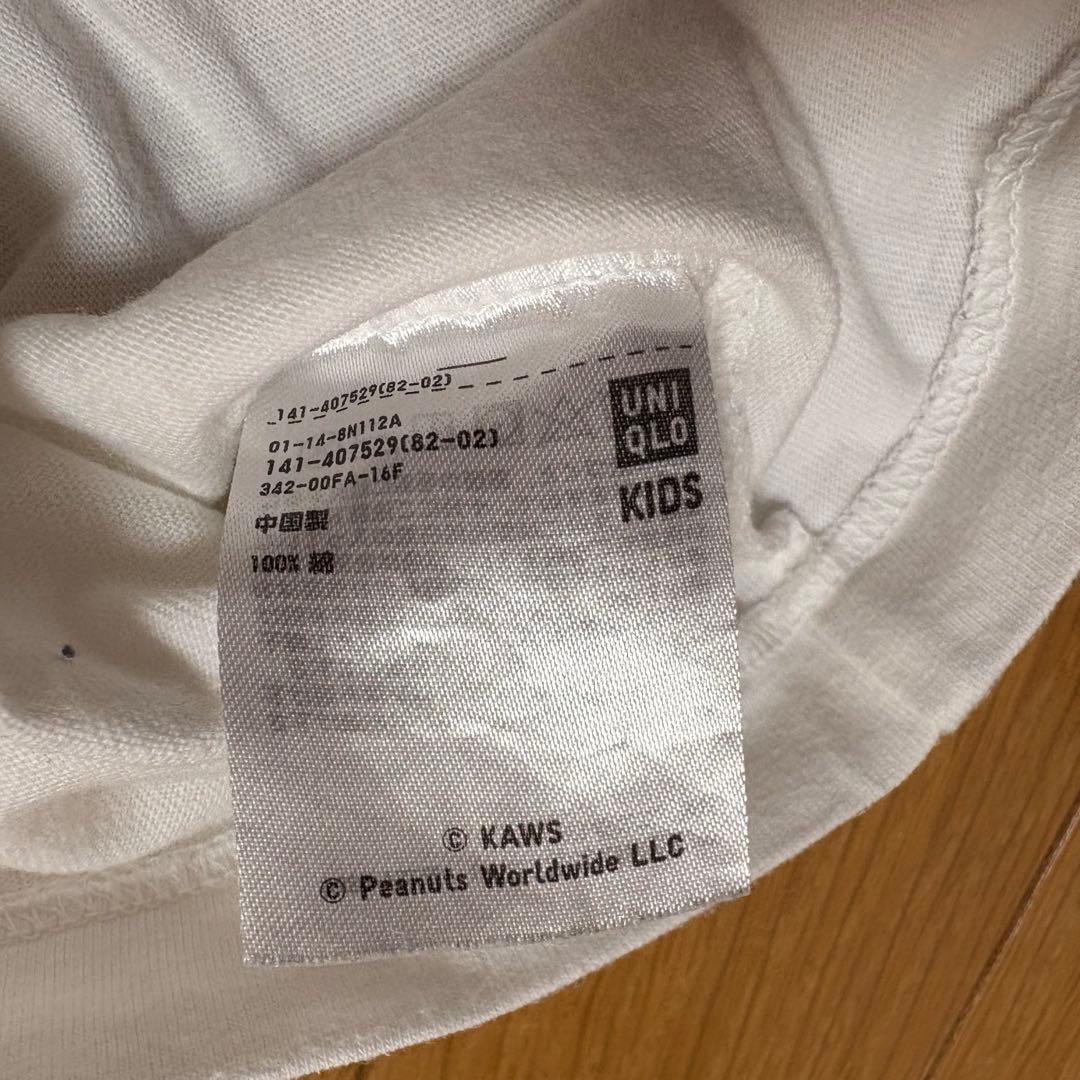 141-407529(82-02)
01-14-8N112A
141-407529(82-02)
342-00FA-16F
中国製
100% 綿
UNI
QLO
KIDS
© KAWS
© Peanuts Worldwide LLC